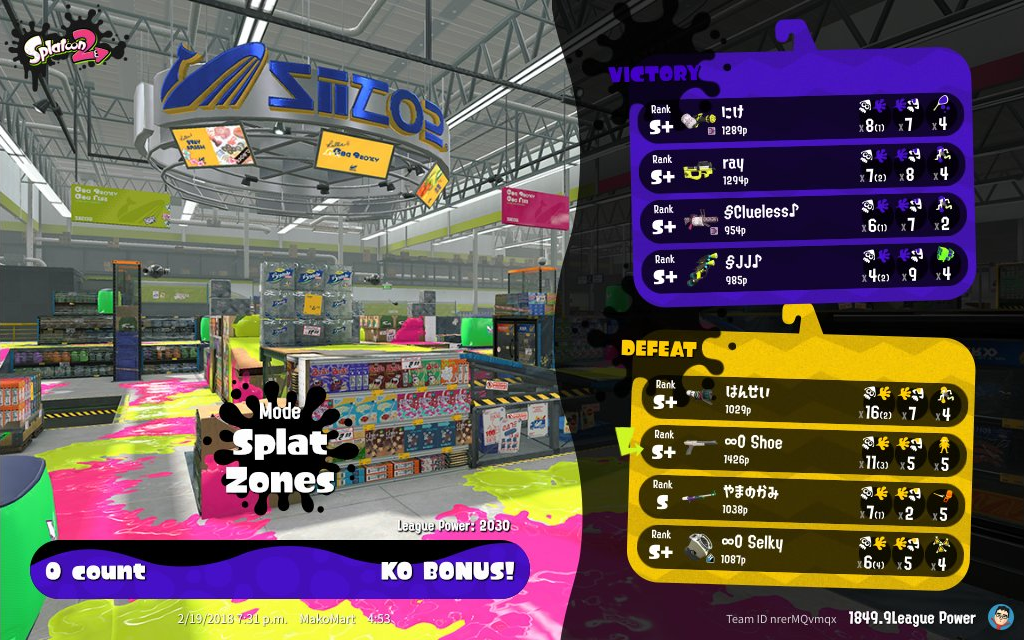 Splatoon 2
Mode
Splat
Zones
League Power: 2030
0 count
KO BONUS!
2/19/2018 7:31 p.m. MakoMart 4:53
VICTORY
Rank
S+
にけ
1289p
x8(1) x7 x4
Rank
S+
ray
1294p
x7(2) x8 x4
Rank
S+
§Clueless♪
954p
x6(1) x7 x2
Rank
S+
§JJ♪
985p
x4(2) x9 x4
DEFEAT
Rank
S+
はんせい
1029p
x16(2) x7 x4
Rank
S+
∞0 Shoe
1426p
x11(3) x5 x5
Rank
S
やまのかみ
1038p
x7(1) x2 x5
Rank
S+
∞0 Selky
1087p
x6(4) x5 x4
Team ID nrerMQvmqx 1849.9League Power